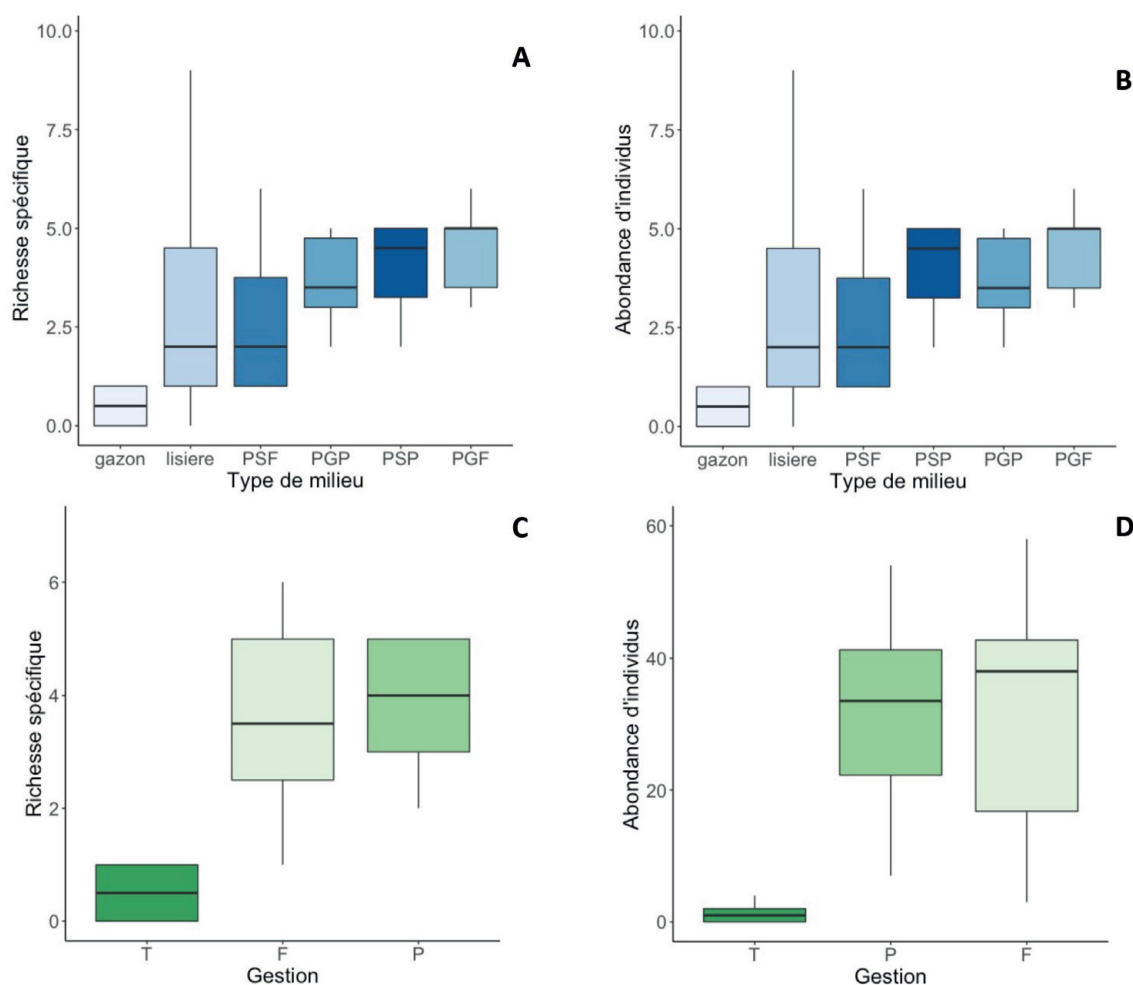 A
Richesse spécifique
10.0
7.5
5.0
2.5
0.0
gazon lisiere PSF PGP PSP PGF
Type de milieu
B
Abondance d'individus
10.0
7.5
5.0
2.5
0.0
gazon lisiere PSF PSP PGP PGF
Type de milieu
C
Richesse spécifique
6
4
2
0
T F P
Gestion
D
Abondance d'individus
60
40
20
0
T P F
Gestion